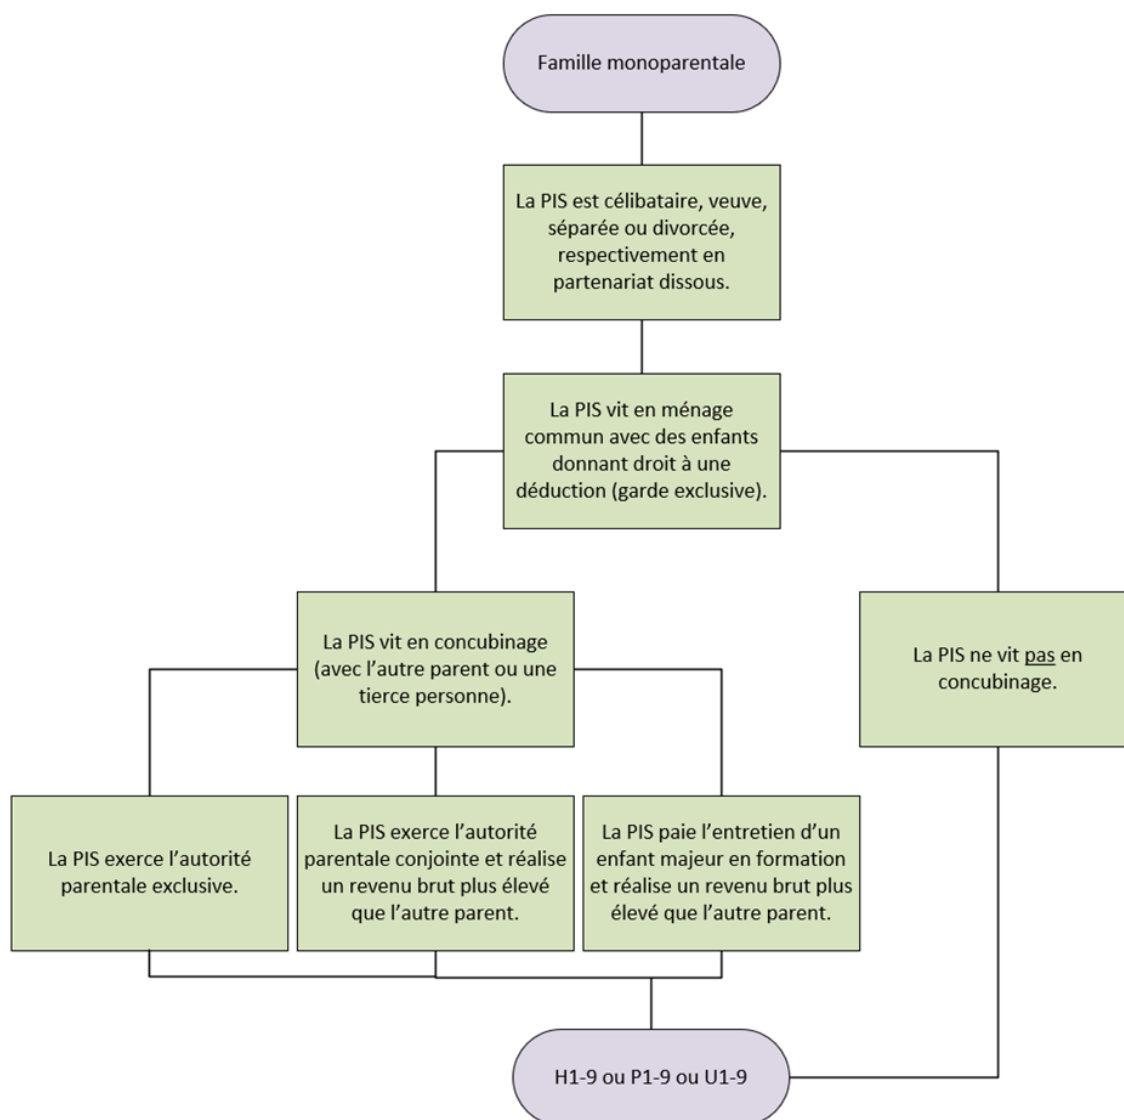 Famille monoparentale
La PIS est célibataire, veuve,
séparée ou divorcée,
respectivement en
partenariat dissous.
La PIS vit en ménage
commun avec des enfants
donnant droit à une
déduction (garde exclusive).
La PIS vit en concubinage
(avec l’autre parent ou une
tierce personne).
La PIS ne vit pas en
concubinage.
La PIS exerce l’autorité
parentale exclusive.
La PIS exerce l’autorité
parentale conjointe et réalise
un revenu brut plus élevé
que l’autre parent.
La PIS paie l’entretien d’un
enfant majeur en formation
et réalise un revenu brut plus
élevé que l’autre parent.
H1-9 ou P1-9 ou U1-9